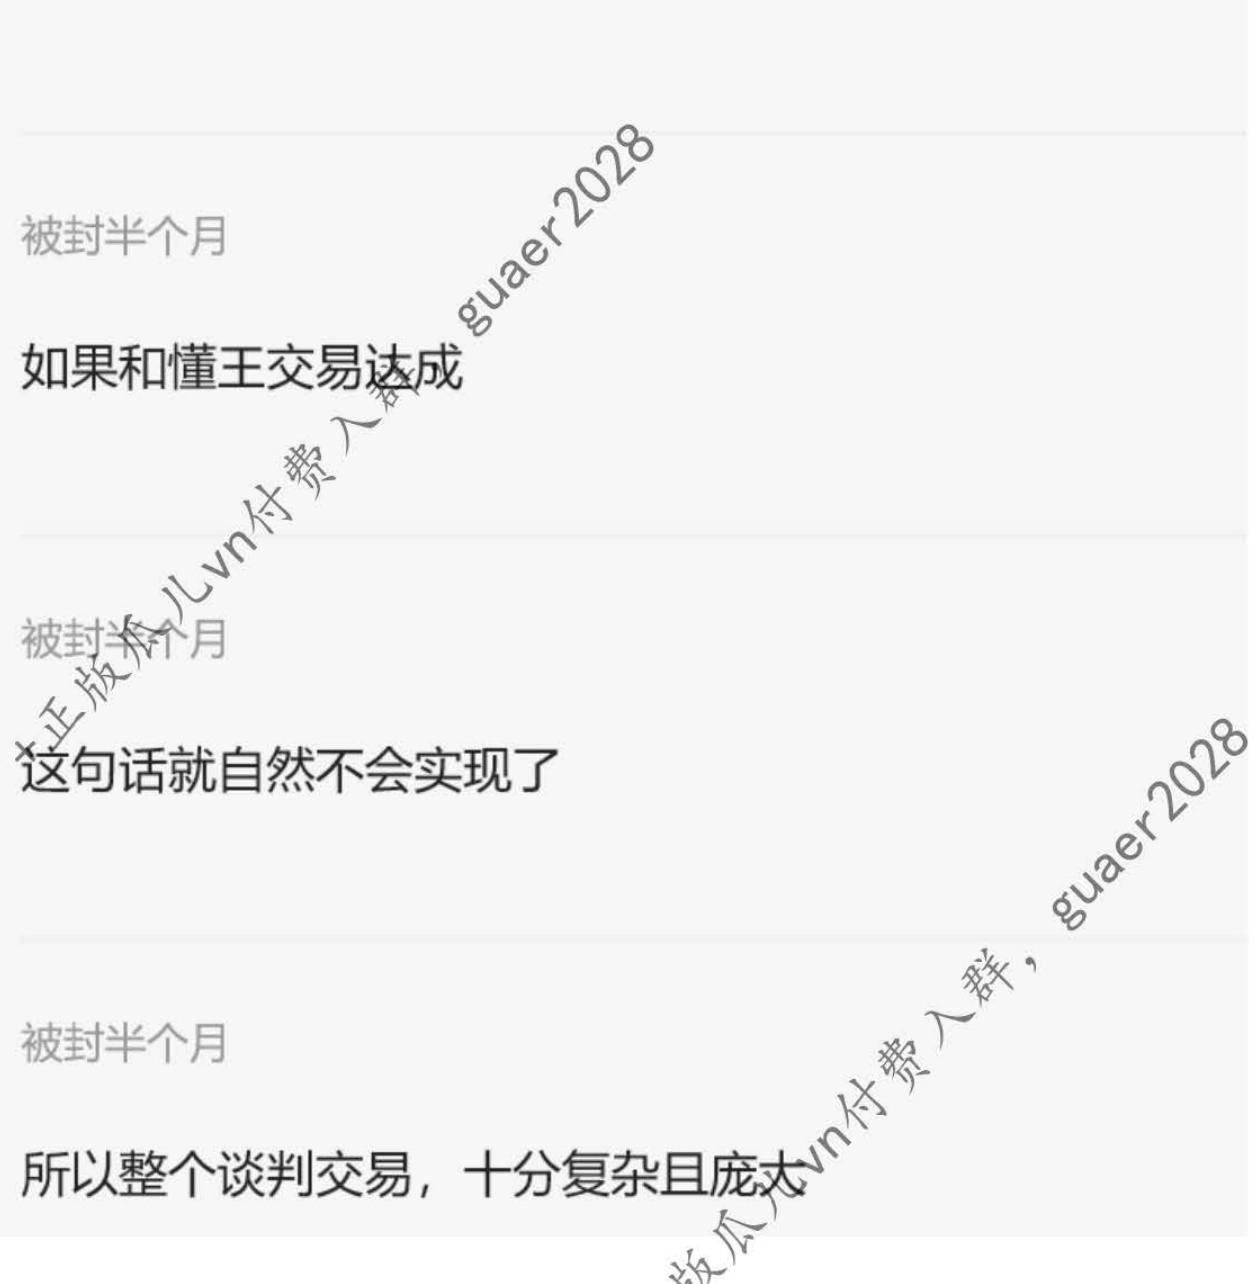 被封半个月
如果和懂王交易达成
被封半个月
这句话就自然不会实现了
被封半个月
所以整个谈判交易，十分复杂且庞大
+正版瓜儿vn付费入群，guaer2028
版瓜儿vn付费入群，guaer2028